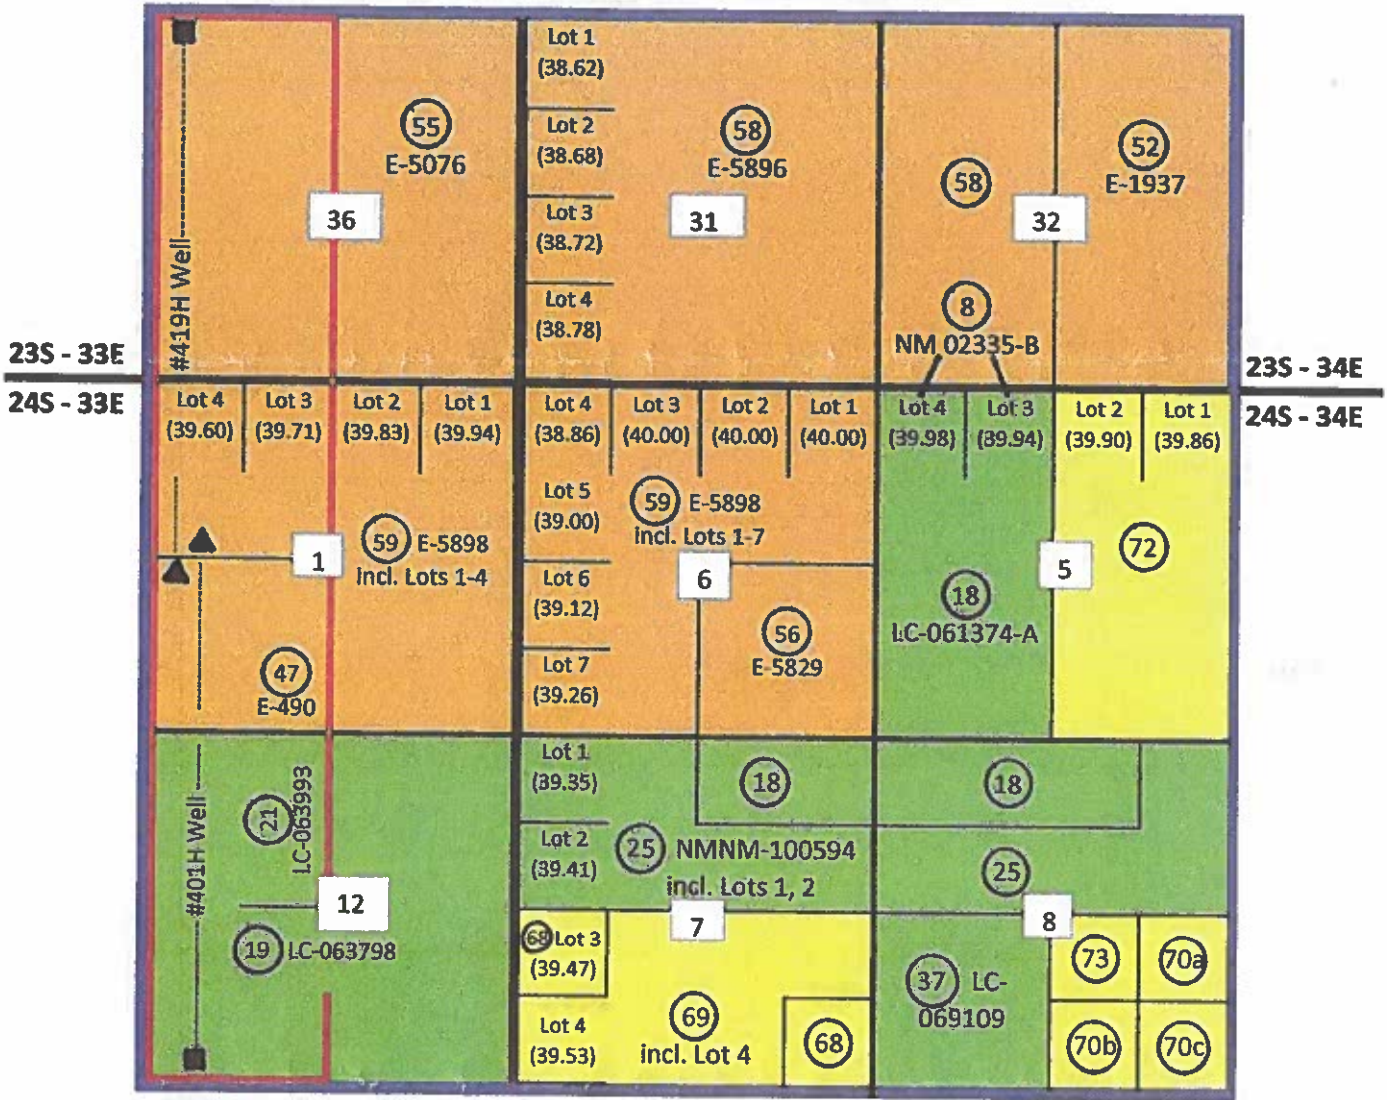 Lot 1
(38.62)
55
E-5076
Lot 2
(38.68)
58
E-5896
58
52
E-1937
36
Lot 3
(38.72)
31
32
#419H Well
Lot 4
(38.78)
8
NM 02335-B
23S - 33E
23S - 34E
24S - 33E
24S - 34E
Lot 4
(39.60)
Lot 3
(39.71)
Lot 2
(39.83)
Lot 1
(39.94)
Lot 4
(38.86)
Lot 3
(40.00)
Lot 2
(40.00)
Lot 1
(40.00)
Lot 4
(39.98)
Lot 3
(39.94)
Lot 2
(39.90)
Lot 1
(39.86)
Lot 5
(39.00)
59 E-5898
incl. Lots 1-7
59 E-5898
incl. Lots 1-4
1
6
5
72
Lot 6
(39.12)
18
LC-061374-A
56
E-5829
Lot 7
(39.26)
47
E-490
Lot 1
(39.35)
18
18
21
LC-063993
#401H Well
Lot 2
(39.41)
25 NMNM-100594
incl. Lots 1, 2
25
12
7
8
19 LC-063798
68 Lot 3
(39.47)
37 LC-
069109
73
70a
Lot 4
(39.53)
69
incl. Lot 4
68
70b
70c